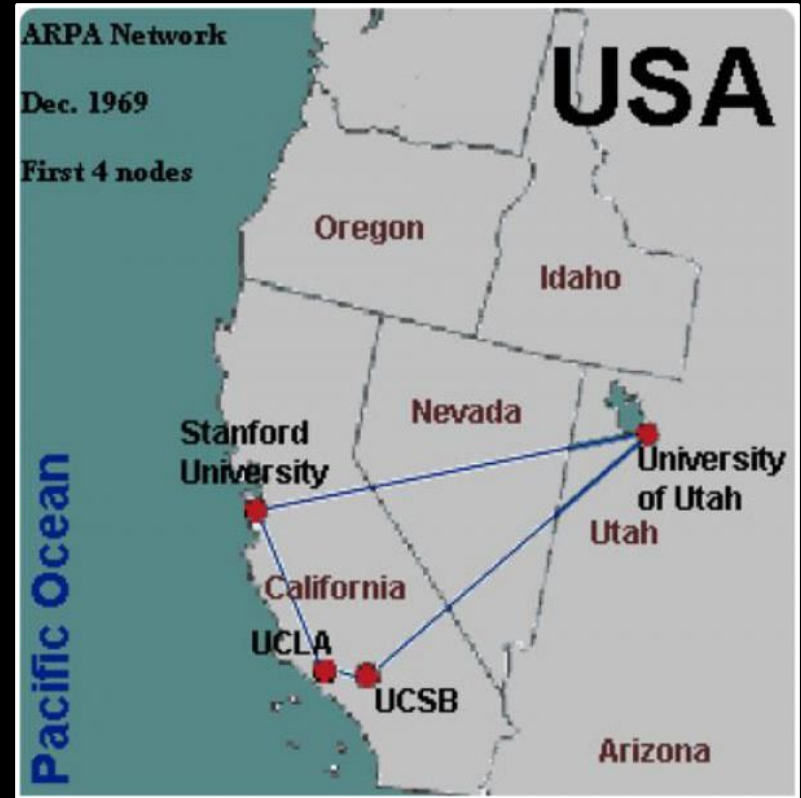 ARPA Network
Dec. 1969
First 4 nodes
USA
Oregon
Idaho
Nevada
Stanford
University
University
of Utah
Utah
California
UCLA
UCSB
Arizona
Pacific Ocean